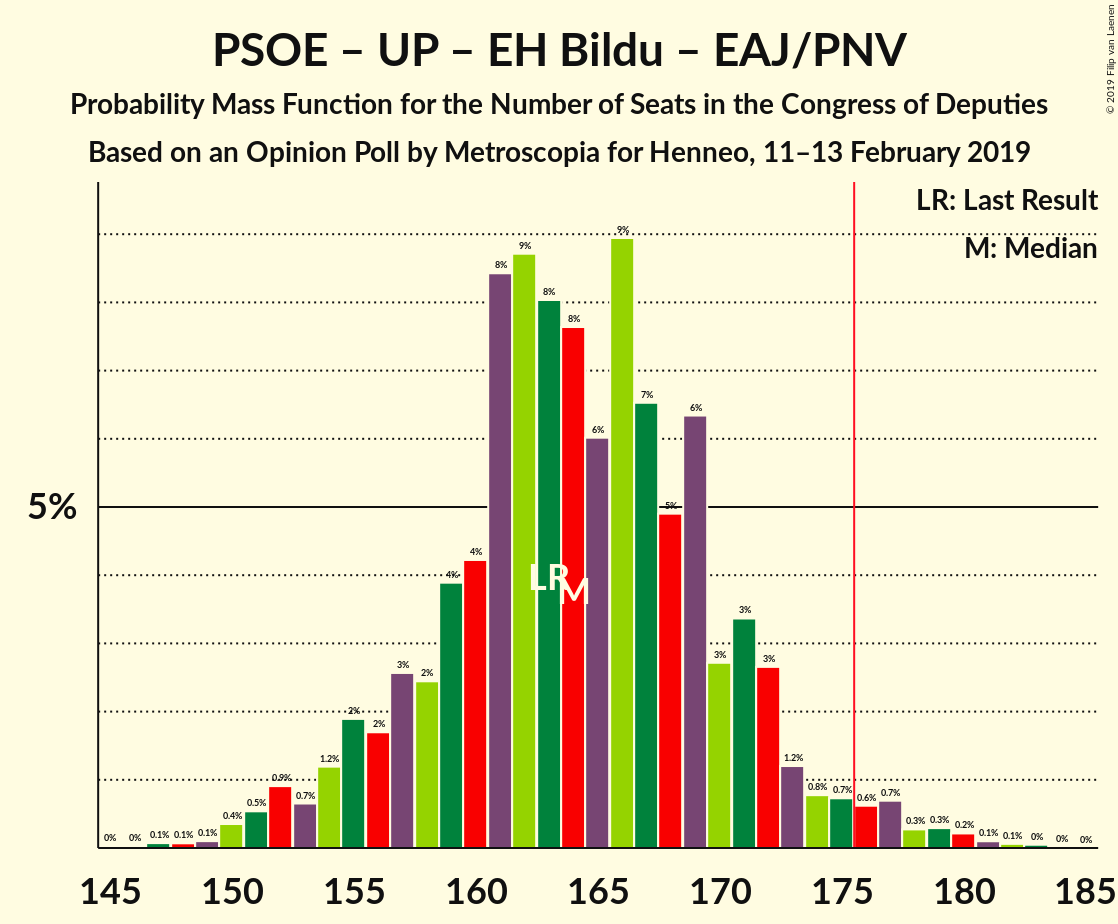 PSOE – UP – EH Bildu – EAJ/PNV
Probability Mass Function for the Number of Seats in the Congress of Deputies
Based on an Opinion Poll by Metroscopia for Henneo, 11–13 February 2019
© 2019 Filip van Laenen
LR: Last Result
M: Median
5%
0% 0% 0.1% 0.1% 0.1% 0.4% 0.5% 0.9% 0.7% 1.2% 2% 2% 3% 2% 4% 4% 8% 9% 8% 8% 6% 9% 7% 5% 6% 3% 3% 3% 1.2% 0.8% 0.7% 0.6% 0.7% 0.3% 0.3% 0.2% 0.1% 0.1% 0% 0% 0%
LR
M
145 150 155 160 165 170 175 180 185